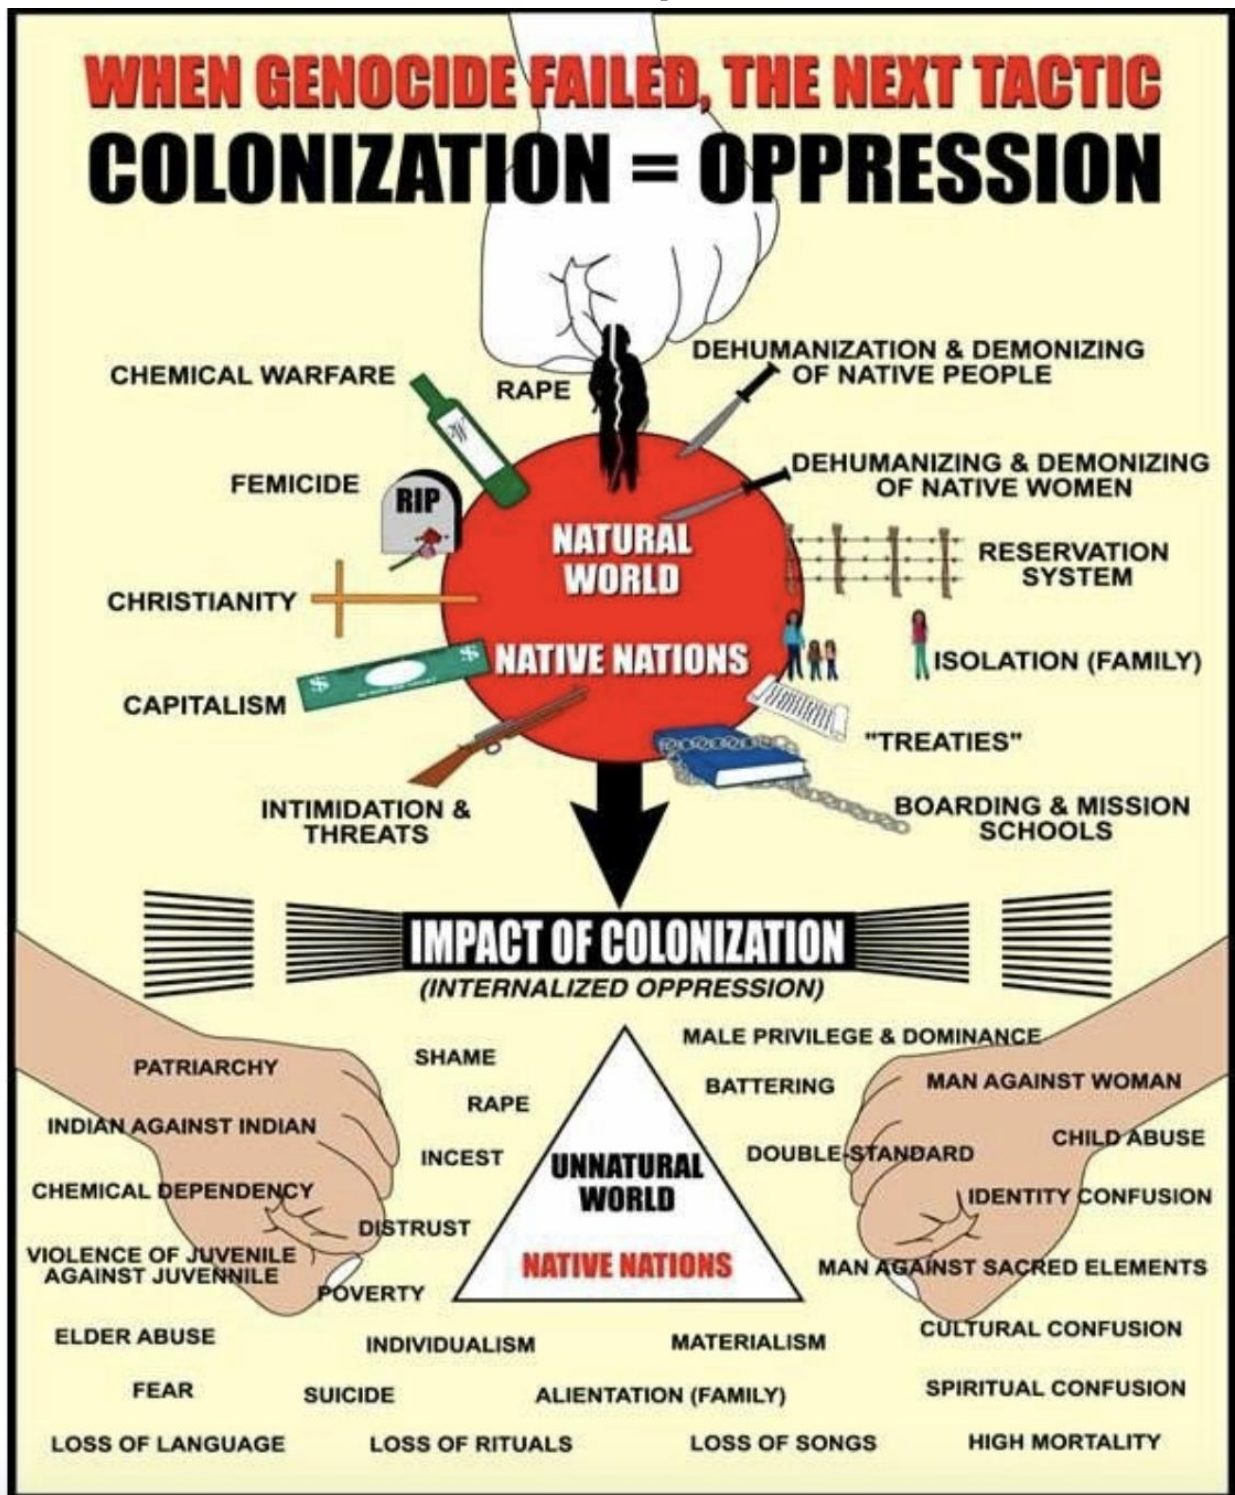 WHEN GENOCIDE FAILED, THE NEXT TACTIC
COLONIZATION = OPPRESSION
CHEMICAL WARFARE
RAPE
DEHUMANIZATION & DEMONIZING
OF NATIVE PEOPLE
FEMICIDE
RIP
DEHUMANIZING & DEMONIZING
OF NATIVE WOMEN
NATURAL
WORLD
RESERVATION
SYSTEM
CHRISTIANITY
NATIVE NATIONS
$
$
ISOLATION (FAMILY)
CAPITALISM
"TREATIES"
INTIMIDATION &
THREATS
BOARDING & MISSION
SCHOOLS
IMPACT OF COLONIZATION
(INTERNALIZED OPPRESSION)
PATRIARCHY
SHAME
MALE PRIVILEGE & DOMINANCE
RAPE
BATTERING
MAN AGAINST WOMAN
INDIAN AGAINST INDIAN
INCEST
DOUBLE-STANDARD
CHILD ABUSE
UNNATURAL
WORLD
CHEMICAL DEPENDENCY
DISTRUST
IDENTITY CONFUSION
VIOLENCE OF JUVENILE
AGAINST JUVENNILE
NATIVE NATIONS
MAN AGAINST SACRED ELEMENTS
POVERTY
ELDER ABUSE
INDIVIDUALISM
MATERIALISM
CULTURAL CONFUSION
FEAR
SUICIDE
ALIENTATION (FAMILY)
SPIRITUAL CONFUSION
LOSS OF LANGUAGE
LOSS OF RITUALS
LOSS OF SONGS
HIGH MORTALITY